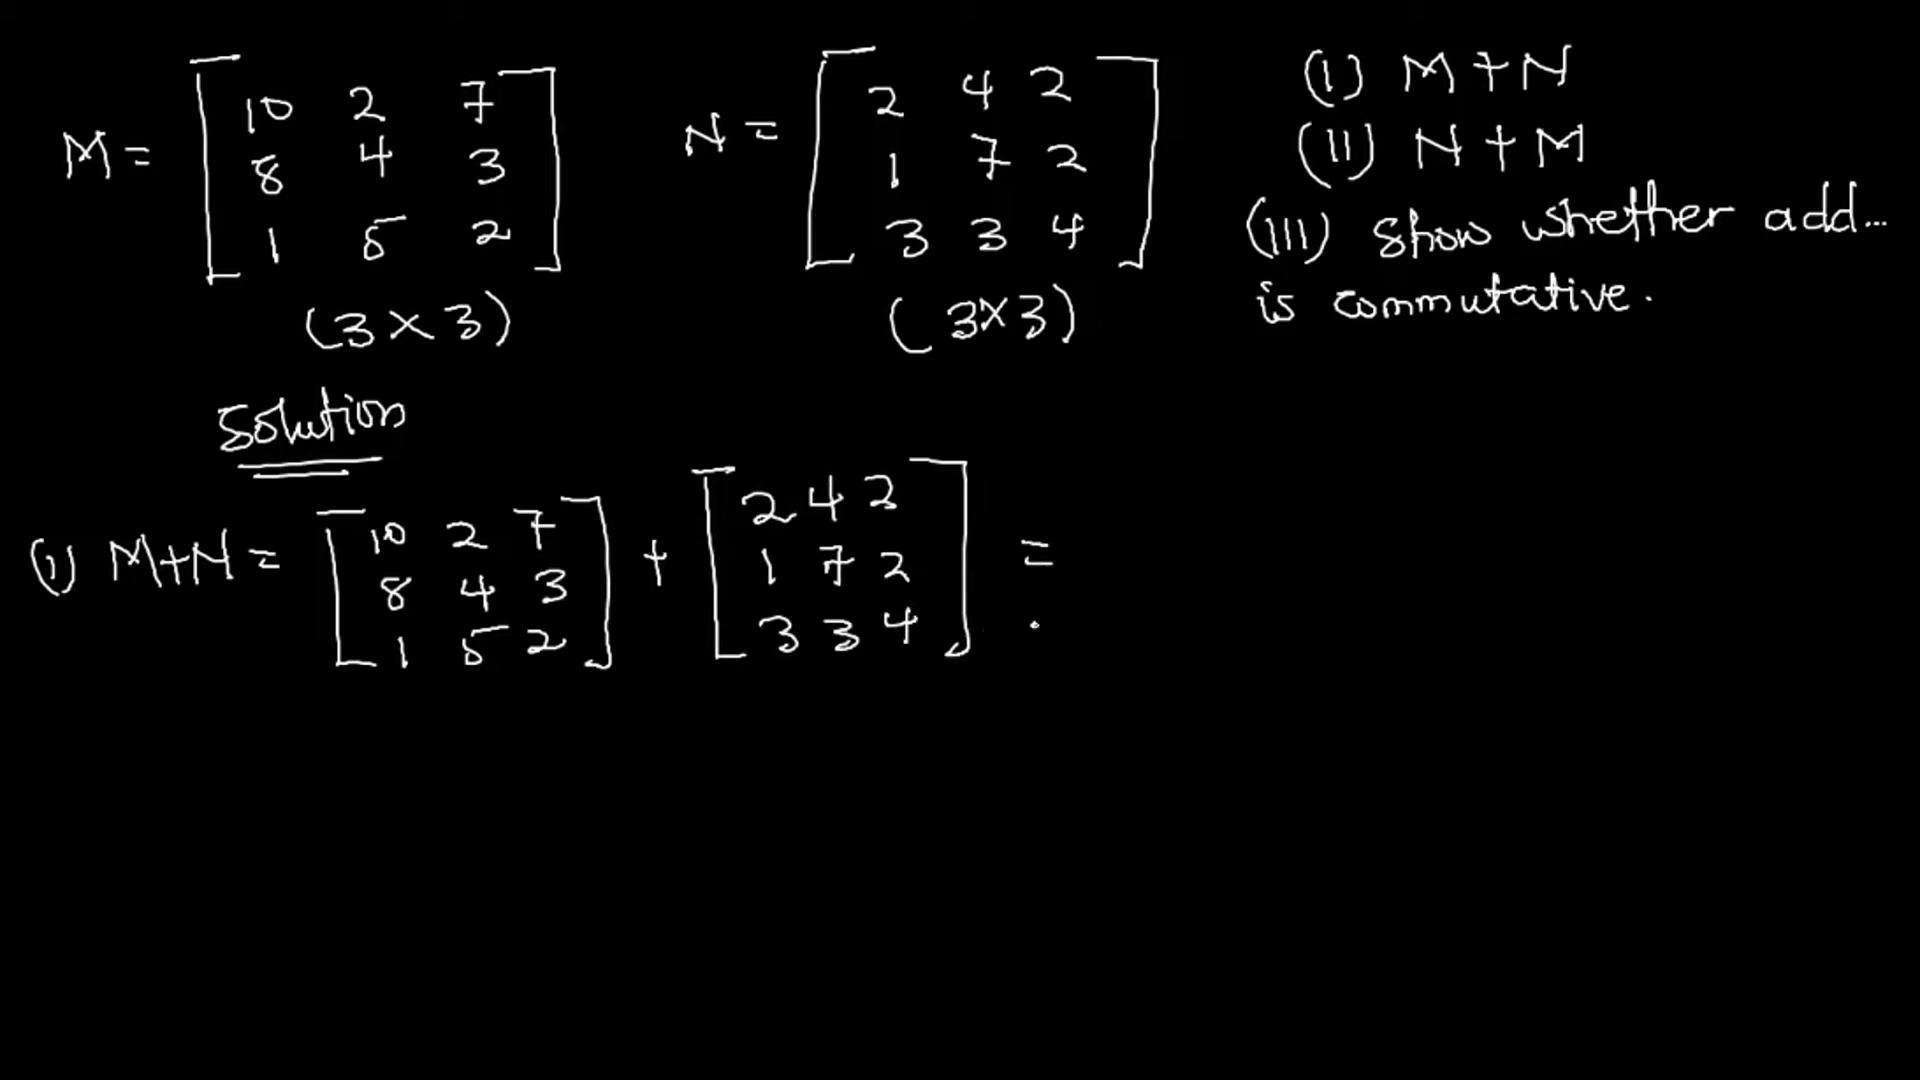 M = [10 2 7
8 4 3
1 5 2]
(3 × 3)
N = [2 4 2
1 7 2
3 3 4]
(3×3)
(I) M + N
(II) N + M
(III) show whether add...
is commutative.
Solution
(i) M+N = [10 2 7
8 4 3
1 5 2] + [2 4 2
1 7 2
3 3 4] =